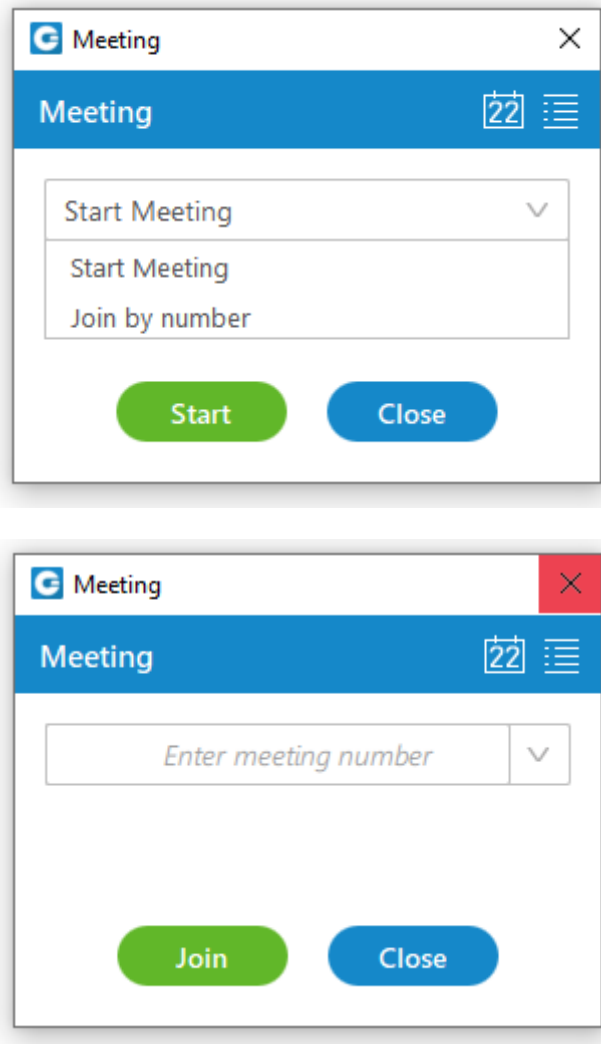 Meeting
Meeting 22
Start Meeting
Start Meeting
Join by number
Start Close
Meeting
Meeting 22
Enter meeting number
Join Close